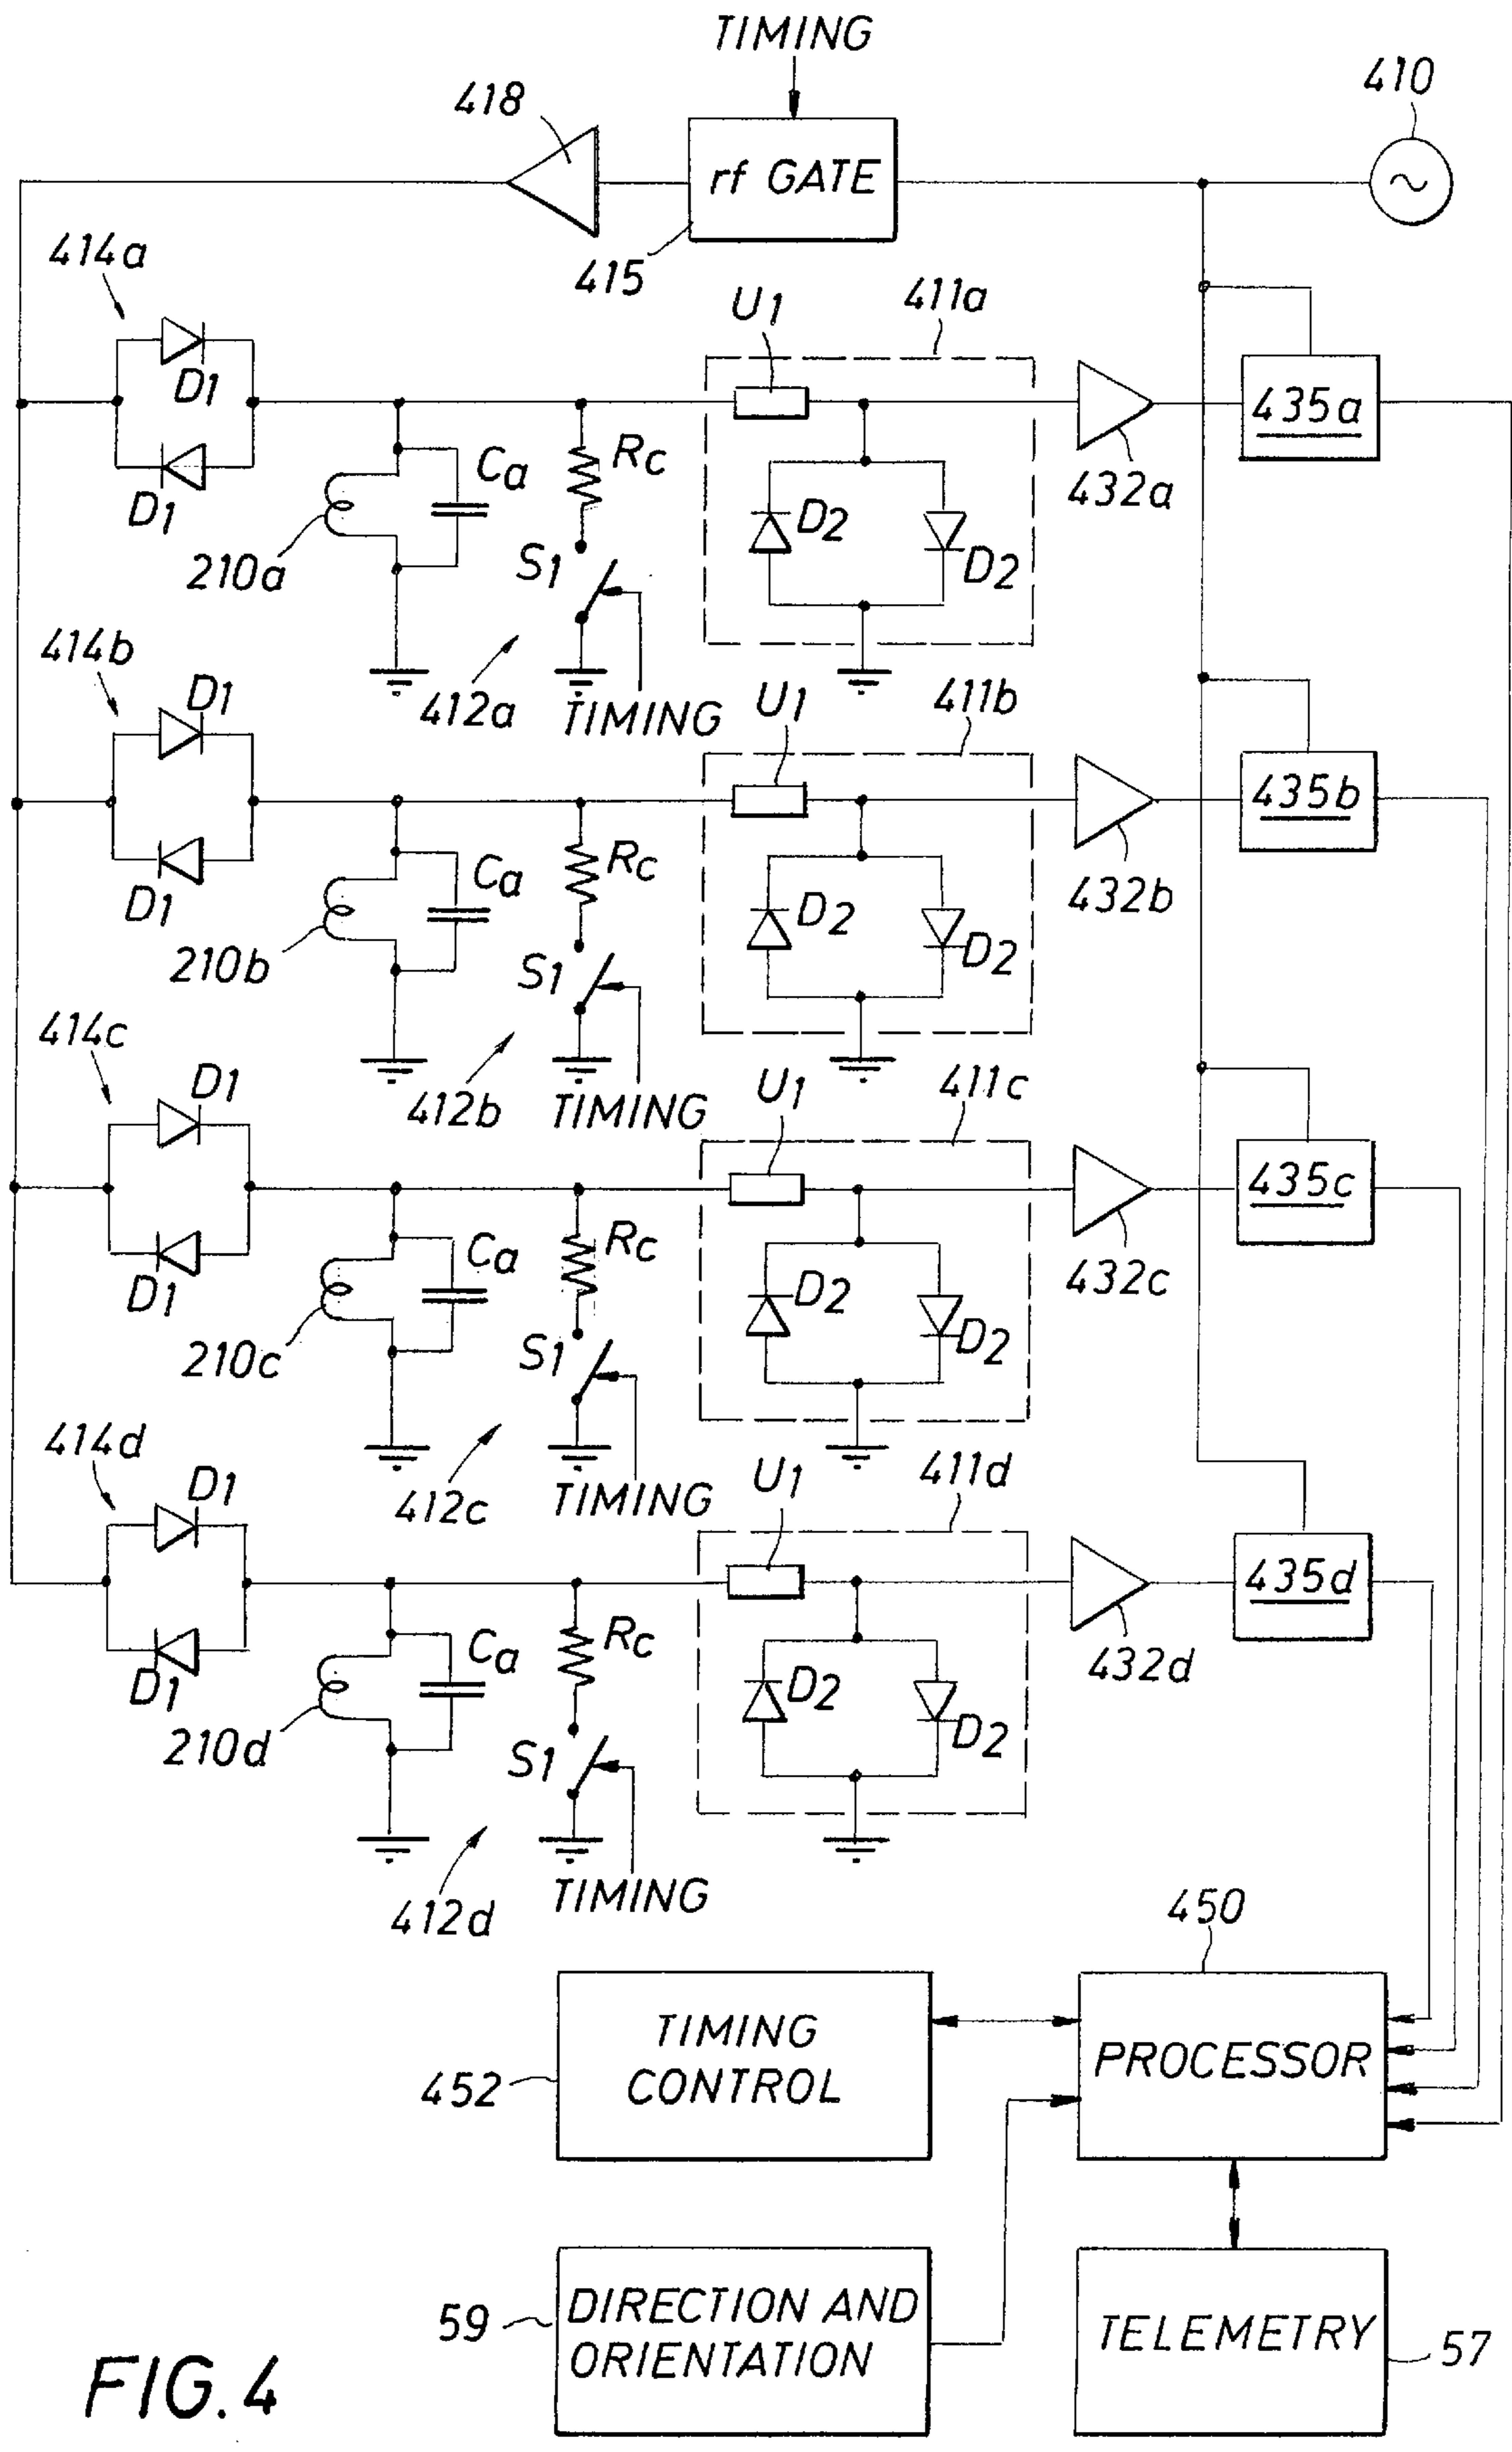 TIMING
418
410
rf GATE
415
414a
U1
411a
D1
435a
D1
Ca
Rc
432a
210a
S1
D2
D2
414b
D1
412a
TIMING
U1
411b
435b
D1
Ca
Rc
432b
210b
S1
D2
D2
414c
D1
412b
TIMING
U1
411c
435c
D1
Ca
Rc
432c
210c
S1
D2
D2
414d
D1
412c
TIMING
U1
411d
435d
D1
Ca
Rc
432d
210d
S1
D2
D2
412d
TIMING
450
TIMING
CONTROL
452
PROCESSOR
59
DIRECTION AND
ORIENTATION
TELEMETRY
57
FIG. 4